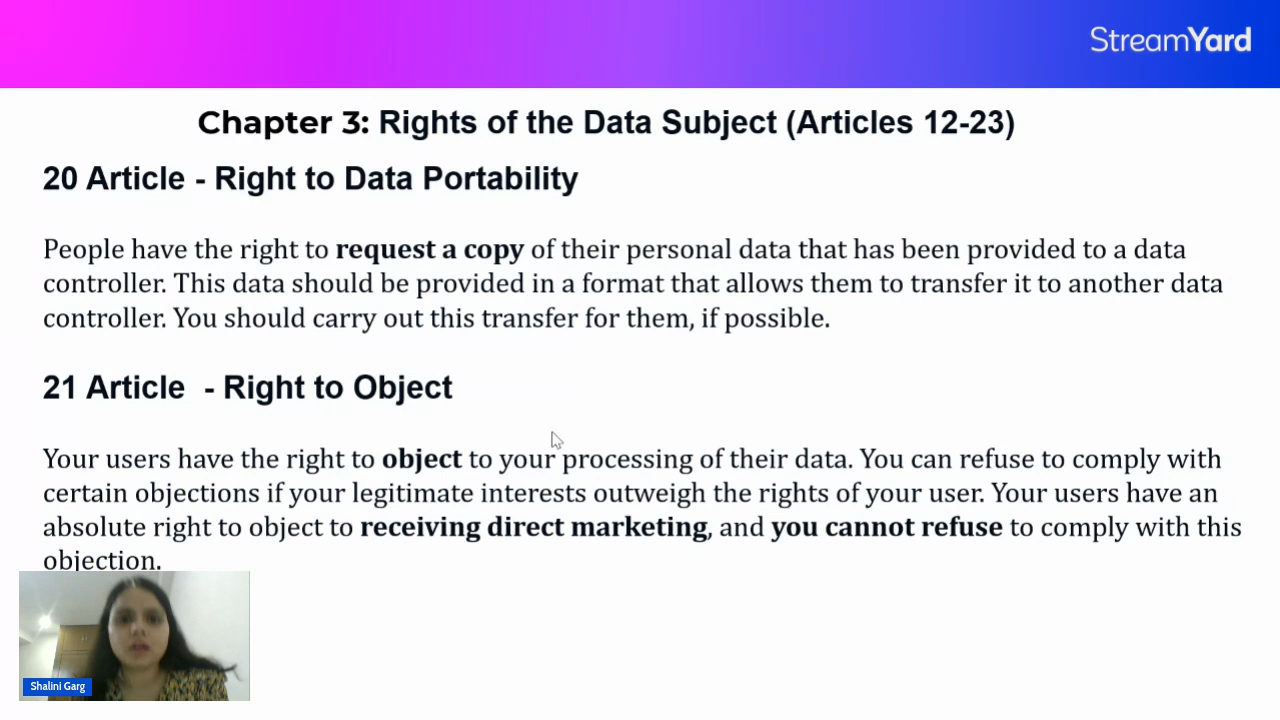 StreamYard
Chapter 3: Rights of the Data Subject (Articles 12-23)
20 Article - Right to Data Portability
People have the right to request a copy of their personal data that has been provided to a data
controller. This data should be provided in a format that allows them to transfer it to another data
controller. You should carry out this transfer for them, if possible.
21 Article - Right to Object
Your users have the right to object to your processing of their data. You can refuse to comply with
certain objections if your legitimate interests outweigh the rights of your user. Your users have an
absolute right to object to receiving direct marketing, and you cannot refuse to comply with this
objection.
Shalini Garg